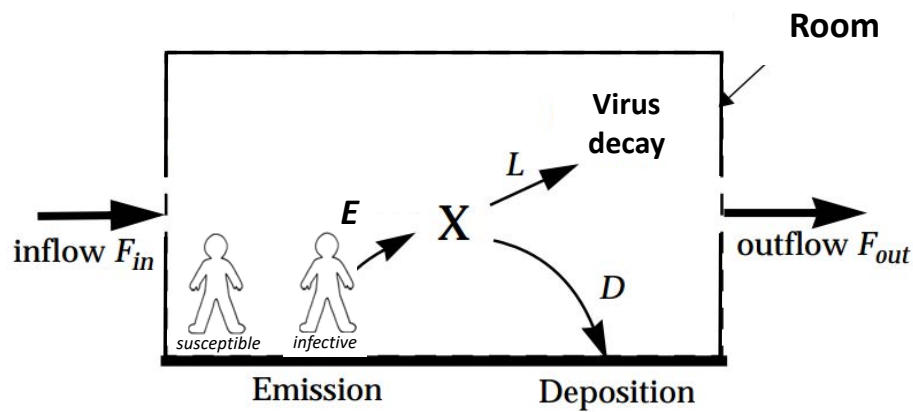 Room
Virus
decay
L
E
X
inflow F_in
outflow F_out
D
susceptible
infective
Emission
Deposition